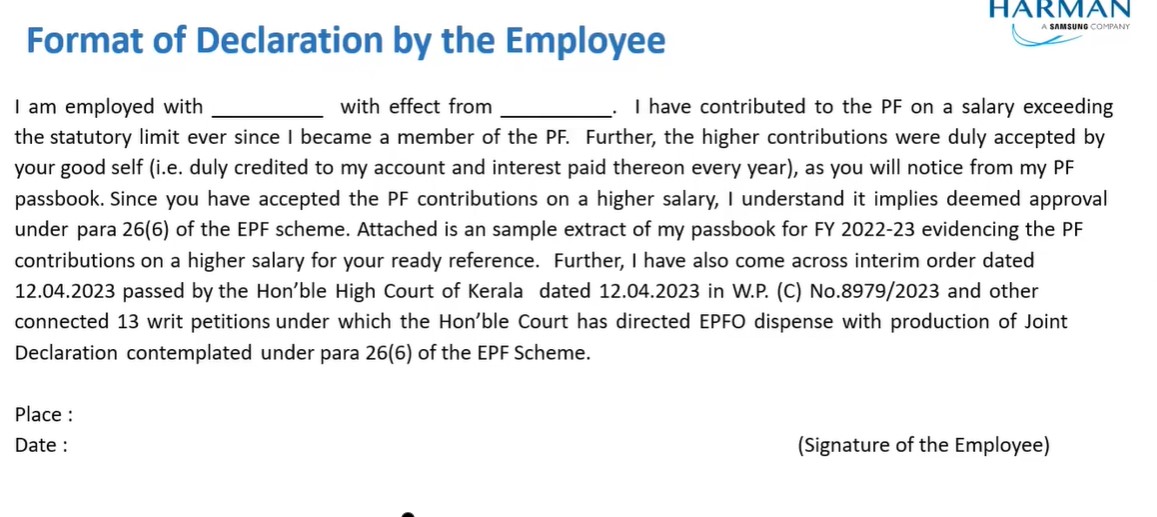 HARMAN
A SAMSUNG COMPANY
Format of Declaration by the Employee
I am employed with __________ with effect from __________. I have contributed to the PF on a salary exceeding
the statutory limit ever since I became a member of the PF. Further, the higher contributions were duly accepted by
your good self (i.e. duly credited to my account and interest paid thereon every year), as you will notice from my PF
passbook. Since you have accepted the PF contributions on a higher salary, I understand it implies deemed approval
under para 26(6) of the EPF scheme. Attached is an sample extract of my passbook for FY 2022-23 evidencing the PF
contributions on a higher salary for your ready reference. Further, I have also come across interim order dated
12.04.2023 passed by the Hon’ble High Court of Kerala dated 12.04.2023 in W.P. (C) No.8979/2023 and other
connected 13 writ petitions under which the Hon’ble Court has directed EPFO dispense with production of Joint
Declaration contemplated under para 26(6) of the EPF Scheme.
Place :
Date :
(Signature of the Employee)